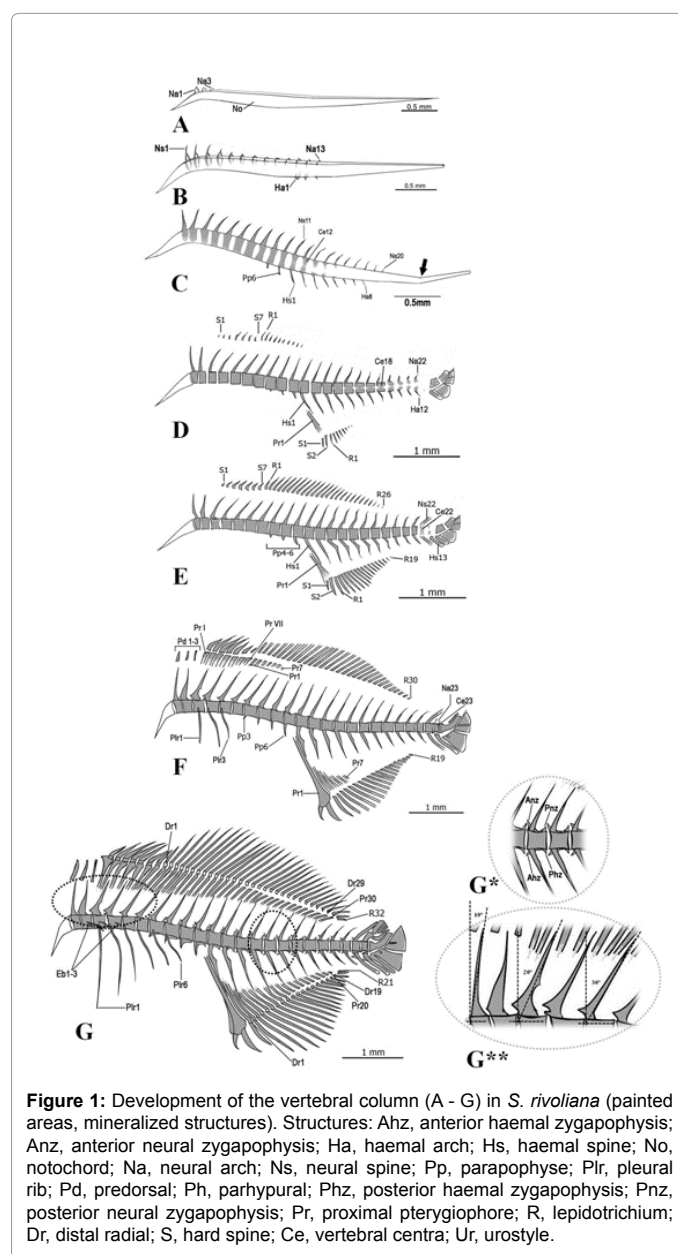 Na3
Na1
No
0.5 mm
A
Ns1
Na13
Ha1
0.5 mm
B
Ns11
Ce12
Na20
Pp6
Hs1
Ha8
0.5mm
C
S1 S7 R1
Ce18 Na22
Hs1
Ha12
Pr1
S1
S2
R1
D
1 mm
S1 S7 R1
R26
Ns22
Ce22
Pp4-6
Hs1
Hs13
Pr1
R19
S1
S2
R1
E
1 mm
Pr I Pr VII
Pd 1-3
Pr7
Pr1
R30
Na23
Ce23
Plr1
Plr3
Pp3
Pp6
Pr7
R19
Pr1
F
1 mm
Anz Pnz
Ahz Phz
G*
Dr1
Dr29
Pr30
R32
Eb1-3
Plr6
Plr1
R21
Dr19
Pr20
Dr1
G
1 mm
G**
Figure 1: Development of the vertebral column (A - G) in S. rivoliana (painted
areas, mineralized structures). Structures: Ahz, anterior haemal zygapophysis;
Anz, anterior neural zygapophysis; Ha, haemal arch; Hs, haemal spine; No,
notochord; Na, neural arch; Ns, neural spine; Pp, parapophyse; Plr, pleural
rib; Pd, predorsal; Ph, parhypural; Phz, posterior haemal zygapophysis; Pnz,
posterior neural zygapophysis; Pr, proximal pterygiophore; R, lepidotrichium;
Dr, distal radial; S, hard spine; Ce, vertebral centra; Ur, urostyle.